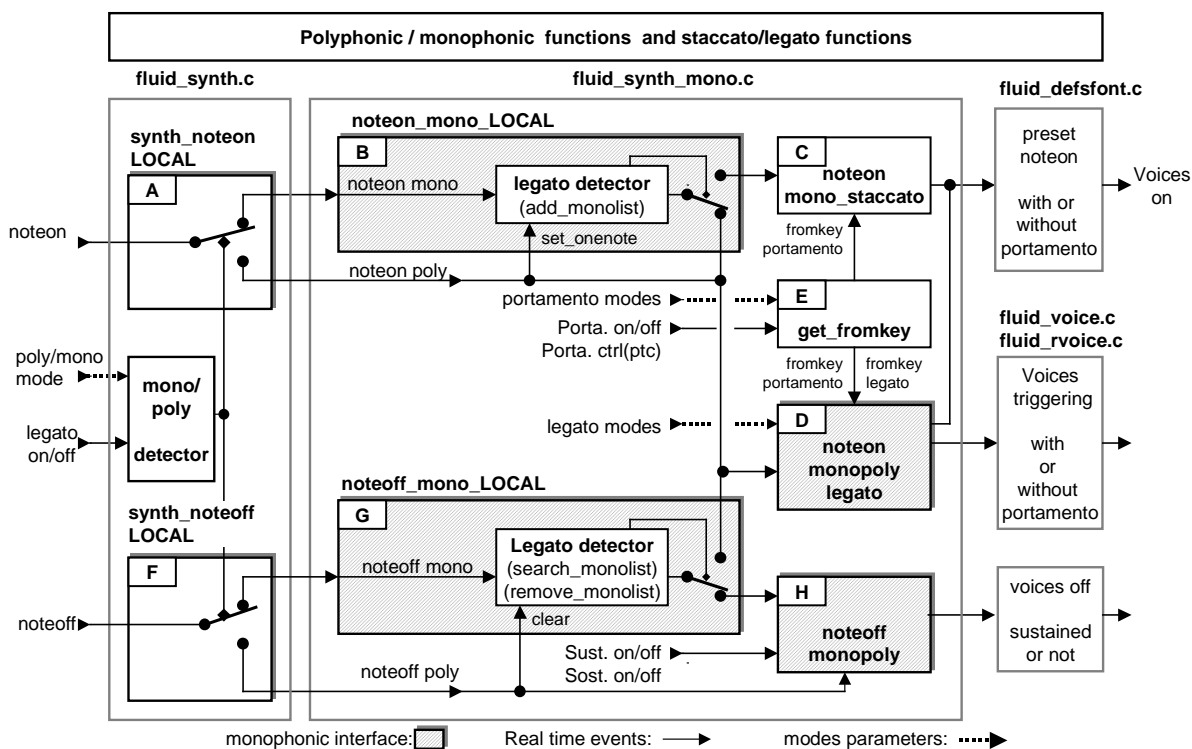 Polyphonic / monophonic functions and staccato/legato functions
fluid_synth.c
fluid_synth_mono.c
fluid_defsfont.c
synth_noteon
LOCAL
A
noteon
noteon_mono_LOCAL
B
noteon mono
legato detector
(add_monolist)
set_onenote
noteon poly
C
noteon
mono_staccato
fromkey
portamento
preset
noteon
with or
without
portamento
Voices
on
portamento modes
Porta. on/off
Porta. ctrl(ptc)
E
get_fromkey
fromkey
portamento
fromkey
legato
fluid_voice.c
fluid_rvoice.c
Voices
triggering
with
or
without
portamento
poly/mono
mode
legato
on/off
mono/
poly
detector
legato modes
D
noteon
monopoly
legato
synth_noteoff
LOCAL
F
noteoff
noteoff_mono_LOCAL
G
noteoff mono
Legato detector
(search_monolist)
(remove_monolist)
clear
noteoff poly
Sust. on/off
Sost. on/off
H
noteoff
monopoly
voices off
sustained
or not
monophonic interface:
Real time events:
modes parameters: